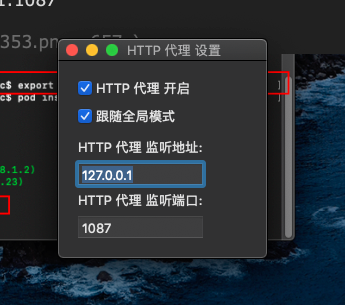 .1087
353.png =657x)
HTTP 代理 设置
c$ export
]
HTTP 代理 开启
c$ pod ins
]
跟随全局模式
HTTP 代理 监听地址:
8.1.2)
127.0.0.1
.23)
HTTP 代理 监听端口:
1087